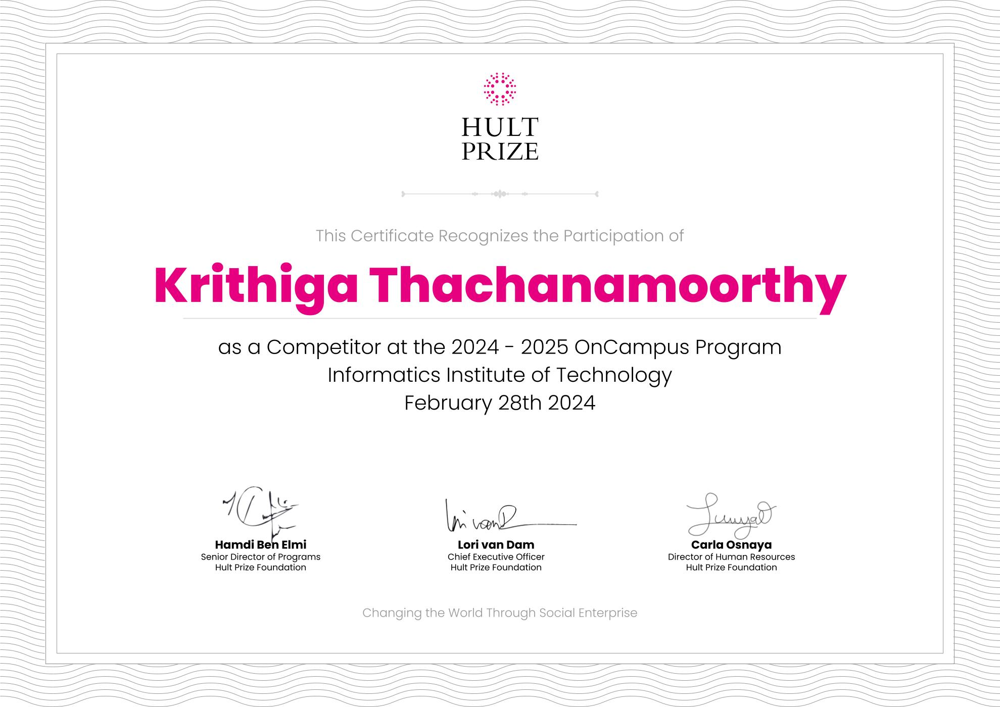 HULT
PRIZE
This Certificate Recognizes the Participation of
Krithiga Thachanamoorthy
as a Competitor at the 2024 - 2025 OnCampus Program
Informatics Institute of Technology
February 28th 2024
Hamdi Ben Elmi
Senior Director of Programs
Hult Prize Foundation
Lori van Dam
Chief Executive Officer
Hult Prize Foundation
Carla Osnaya
Director of Human Resources
Hult Prize Foundation
Changing the World Through Social Enterprise